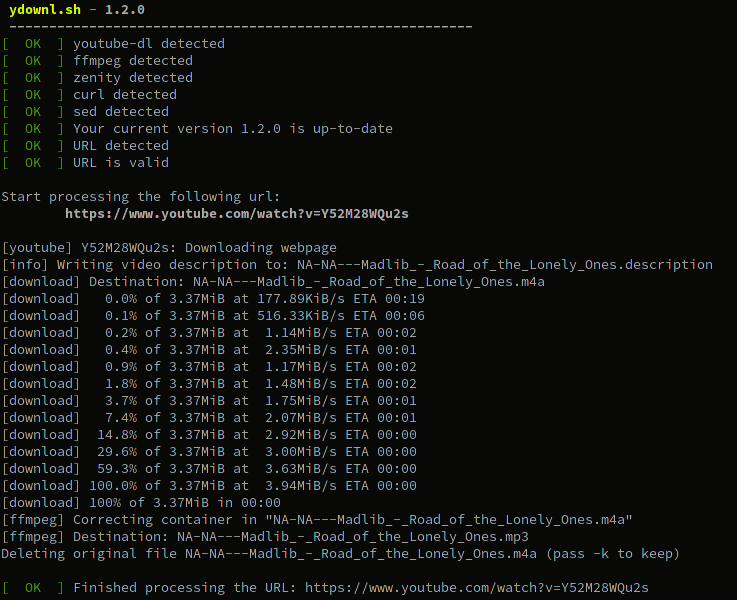 ydownl.sh - 1.2.0
----------------------------------------------------------
[  OK  ] youtube-dl detected
[  OK  ] ffmpeg detected
[  OK  ] zenity detected
[  OK  ] curl detected
[  OK  ] sed detected
[  OK  ] Your current version 1.2.0 is up-to-date
[  OK  ] URL detected
[  OK  ] URL is valid
Start processing the following url:
https://www.youtube.com/watch?v=Y52M28WQu2s
[youtube] Y52M28WQu2s: Downloading webpage
[info] Writing video description to: NA-NA---Madlib_-_Road_of_the_Lonely_Ones.description
[download] Destination: NA-NA---Madlib_-_Road_of_the_Lonely_Ones.m4a
[download]   0.0% of 3.37MiB at 177.89KiB/s ETA 00:19
[download]   0.1% of 3.37MiB at 516.33KiB/s ETA 00:06
[download]   0.2% of 3.37MiB at  1.14MiB/s ETA 00:02
[download]   0.4% of 3.37MiB at  2.35MiB/s ETA 00:01
[download]   0.9% of 3.37MiB at  1.17MiB/s ETA 00:02
[download]   1.8% of 3.37MiB at  1.48MiB/s ETA 00:02
[download]   3.7% of 3.37MiB at  1.75MiB/s ETA 00:01
[download]   7.4% of 3.37MiB at  2.07MiB/s ETA 00:01
[download]  14.8% of 3.37MiB at  2.92MiB/s ETA 00:00
[download]  29.6% of 3.37MiB at  3.00MiB/s ETA 00:00
[download]  59.3% of 3.37MiB at  3.63MiB/s ETA 00:00
[download] 100.0% of 3.37MiB at  3.94MiB/s ETA 00:00
[download] 100% of 3.37MiB in 00:00
[ffmpeg] Correcting container in "NA-NA---Madlib_-_Road_of_the_Lonely_Ones.m4a"
[ffmpeg] Destination: NA-NA---Madlib_-_Road_of_the_Lonely_Ones.mp3
Deleting original file NA-NA---Madlib_-_Road_of_the_Lonely_Ones.m4a (pass -k to keep)
[  OK  ] Finished processing the URL: https://www.youtube.com/watch?v=Y52M28WQu2s